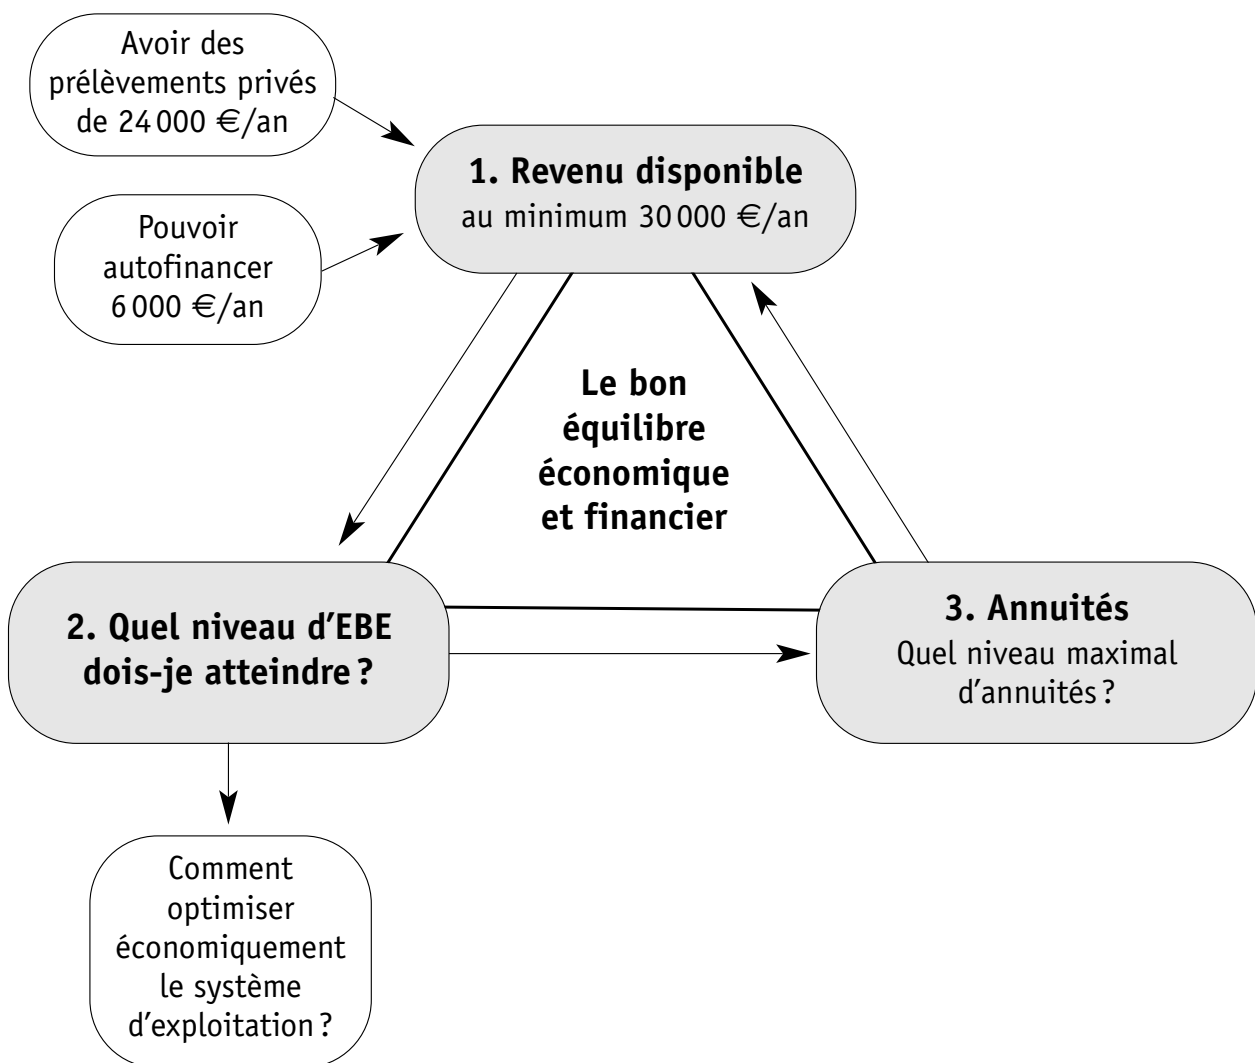 Avoir des
prélèvements privés
de 24 000 €/an
1. Revenu disponible
au minimum 30 000 €/an
Pouvoir
autofinancer
6 000 €/an
Le bon
équilibre
économique
et financier
2. Quel niveau d’EBE
dois-je atteindre ?
3. Annuités
Quel niveau maximal
d’annuités ?
Comment
optimiser
économiquement
le système
d’exploitation ?